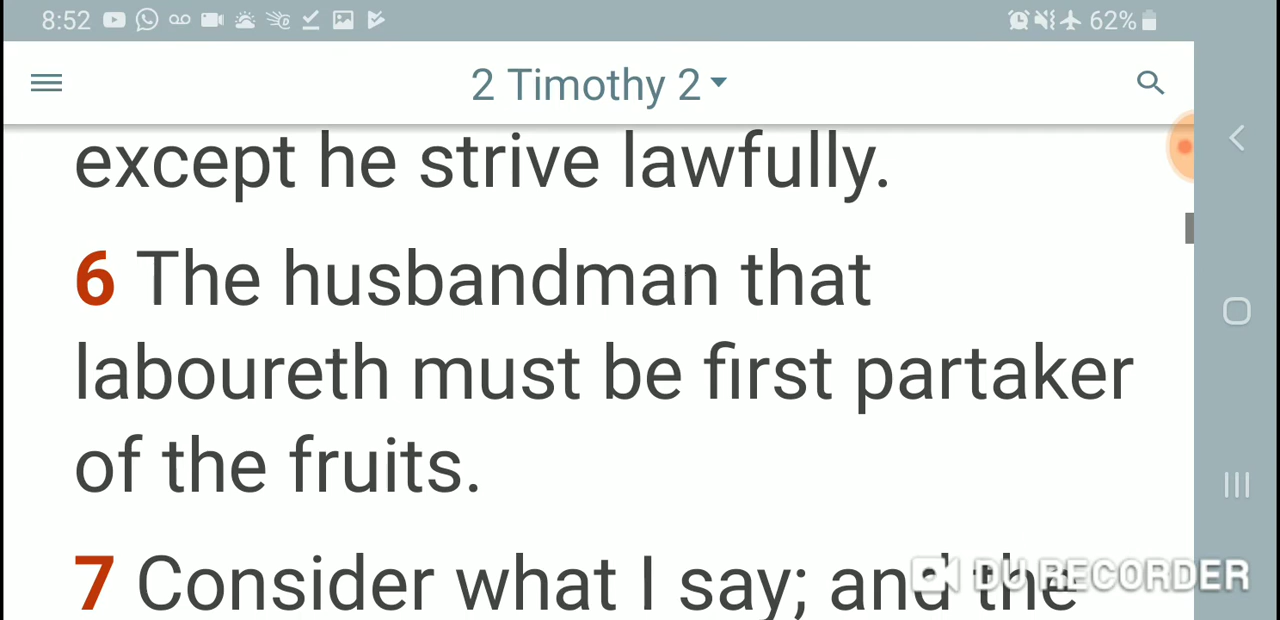 8:52 62%
2 Timothy 2
except he strive lawfully.
6 The husbandman that
laboureth must be first partaker
of the fruits.
7 Consider what I say; and the
DU RECORDER